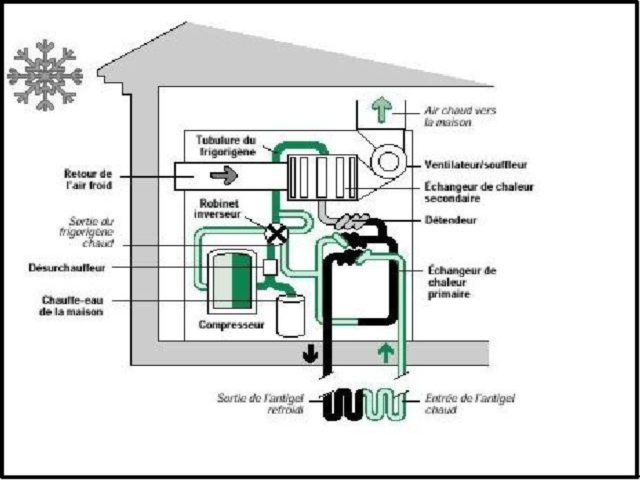 Air chaud vers
la maison
Tubulure du
frigorigène
Ventilateur/souffleur
Retour de
l'air froid
Échangeur de chaleur
secondaire
Robinet
inverseur
Détendeur
Sortie du
frigorigène
chaud
Désurchauffeur
Échangeur de
chaleur
primaire
Chauffe-eau
de la maison
Compresseur
Sortie de l'antigel
refroidi
Entrée de l'antigel
chaud